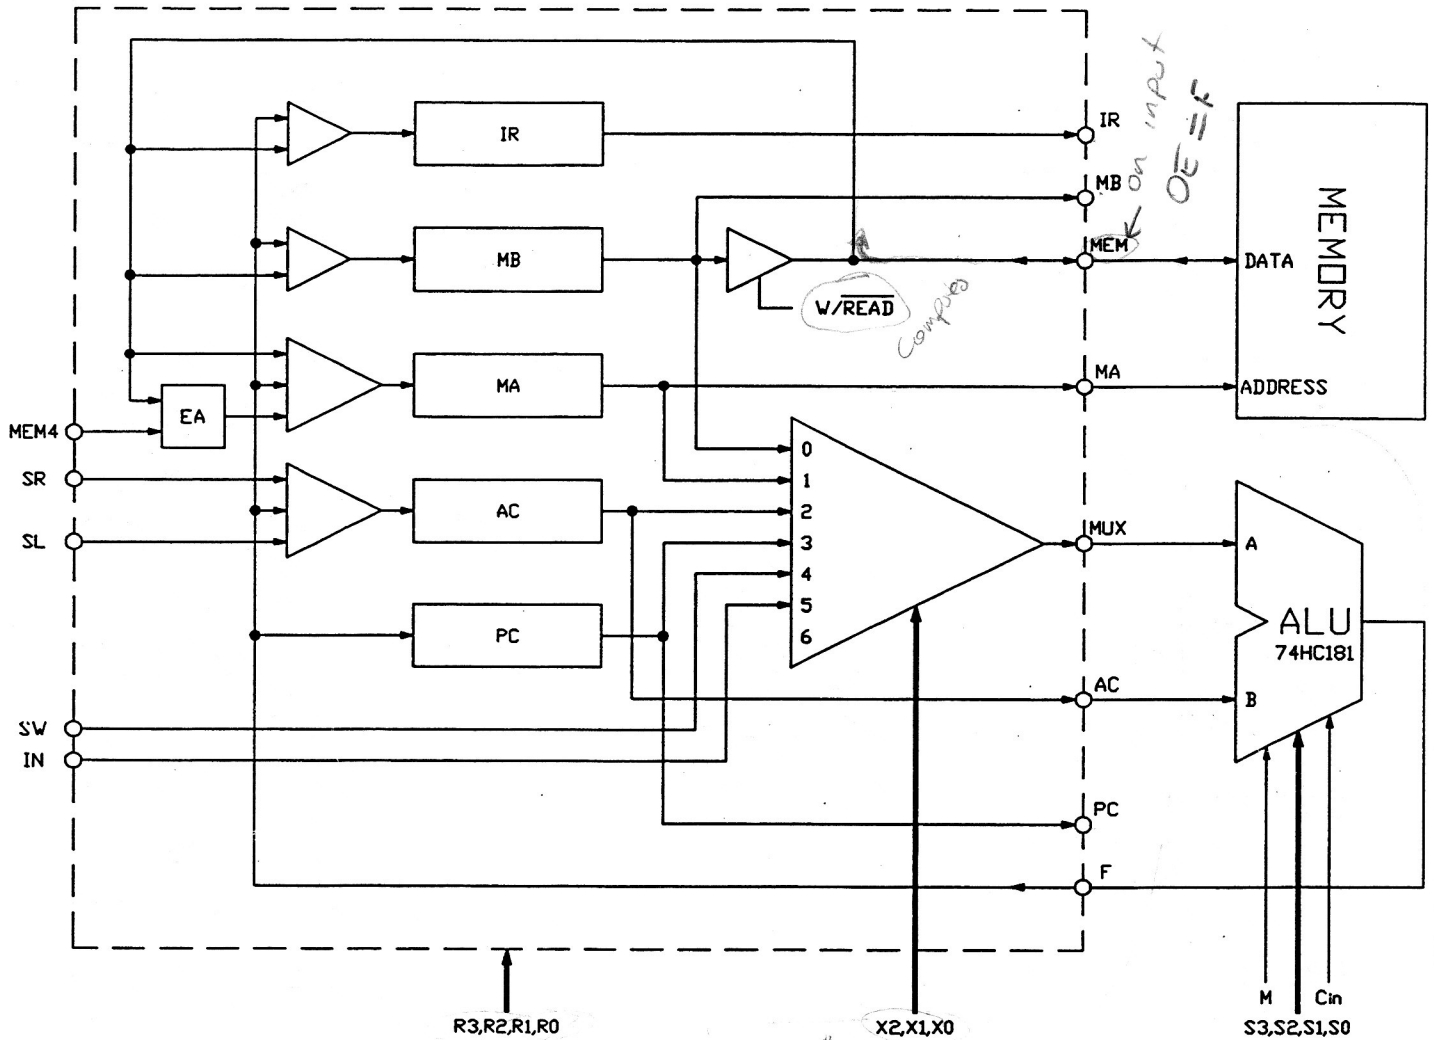 IR
IR
MB
MB
MEM
on input
OE = F
W/READ
Computes
MEMORY
DATA
MA
MA
ADDRESS
EA
MEM4
SR
SL
AC
0
1
2
3
4
5
6
MUX
A
ALU
74HC181
B
PC
AC
SW
IN
PC
F
M
Cin
R3,R2,R1,R0
X2,X1,X0
S3,S2,S1,S0